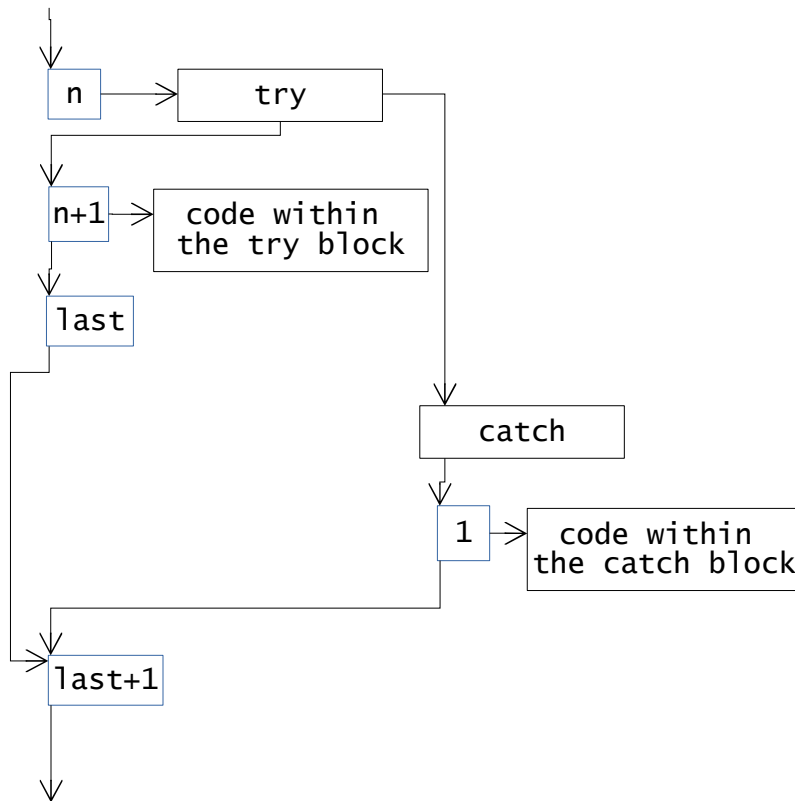 n
try
n+1
code within
the try block
last
catch
1
code within
the catch block
last+1